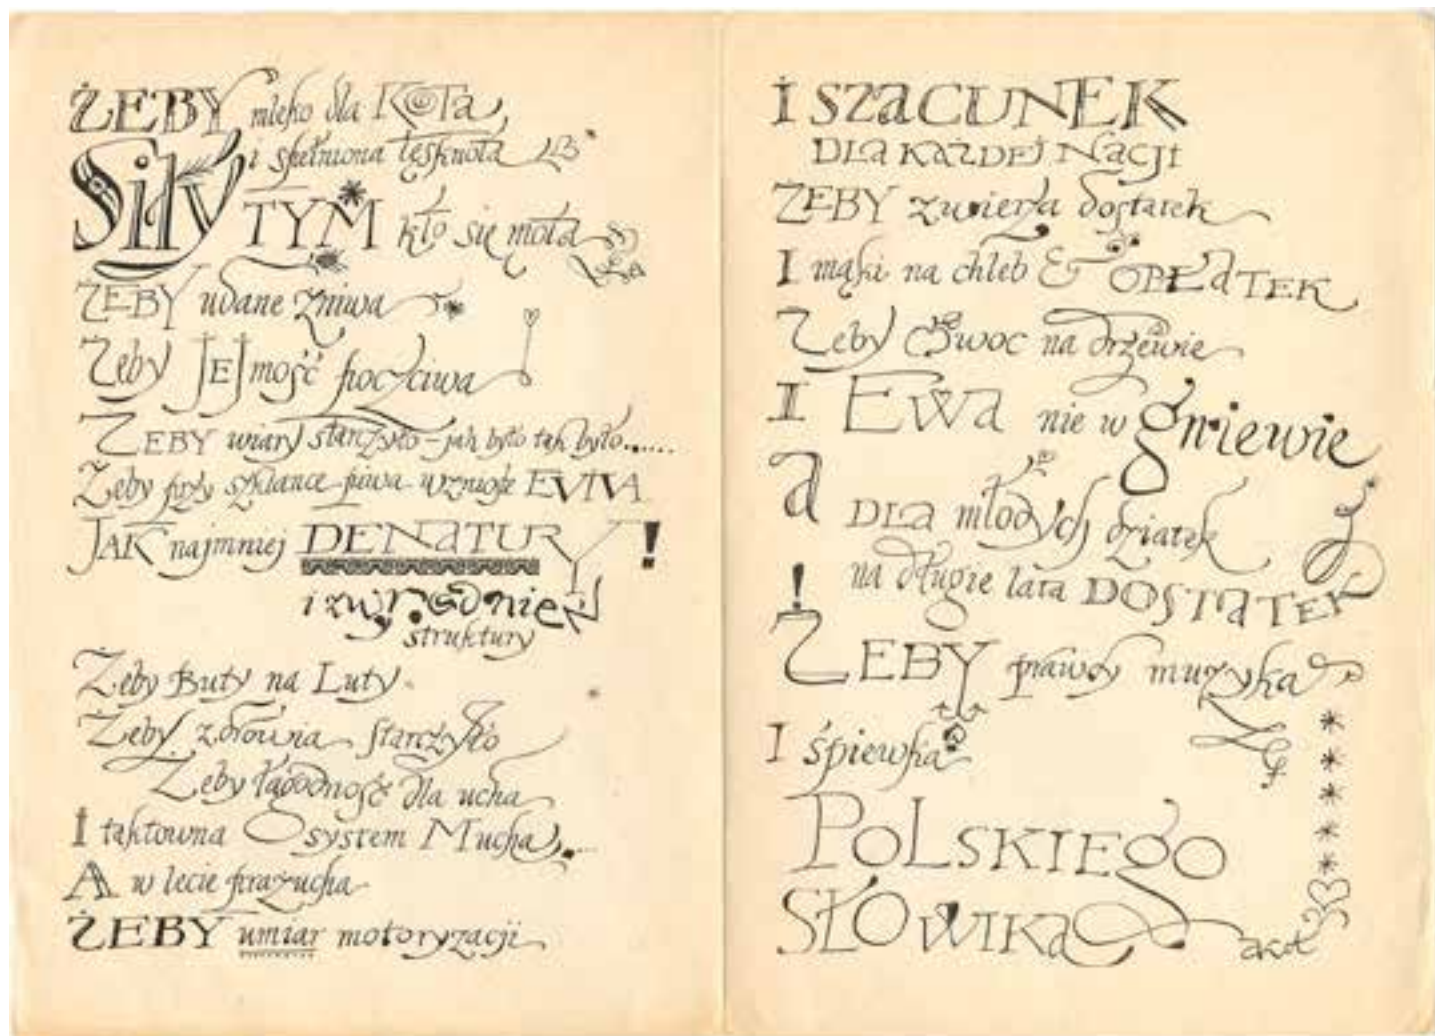 ŻEBY mleko dla KOTA,
i spełniona tęsknota
Siły TYM kto się mota
ŻEBY udane żniwa
Żeby JEJmość poczciwa
ŻEBY wiary starczyło – jak było tak było......
Żeby przy szklance piwa wzniośle EVIVA
JAK najmniej DENATURY!
i zwyrodnień
struktury
Żeby Buty na Luty
Żeby zdrowia starczyło
Żeby łagodność dla ucha
I taktowna Osystem Mucha,...
A w lecie prażucha
ŻEBY umiar motoryzacji
I SZACUNEK
DLA KAŻDEJ NACJI
ŻEBY zwierza dostatek
I mąki na chleb & OPŁATEK
Żeby Owoc na drzewie
I EWA nie w gniewie
A DLA młodych dziatek
na długie lata DOSTATEK
! ŻEBY prawdy muzyka
I śpiewka
POLSKIEGO
SŁOWIKA
akot